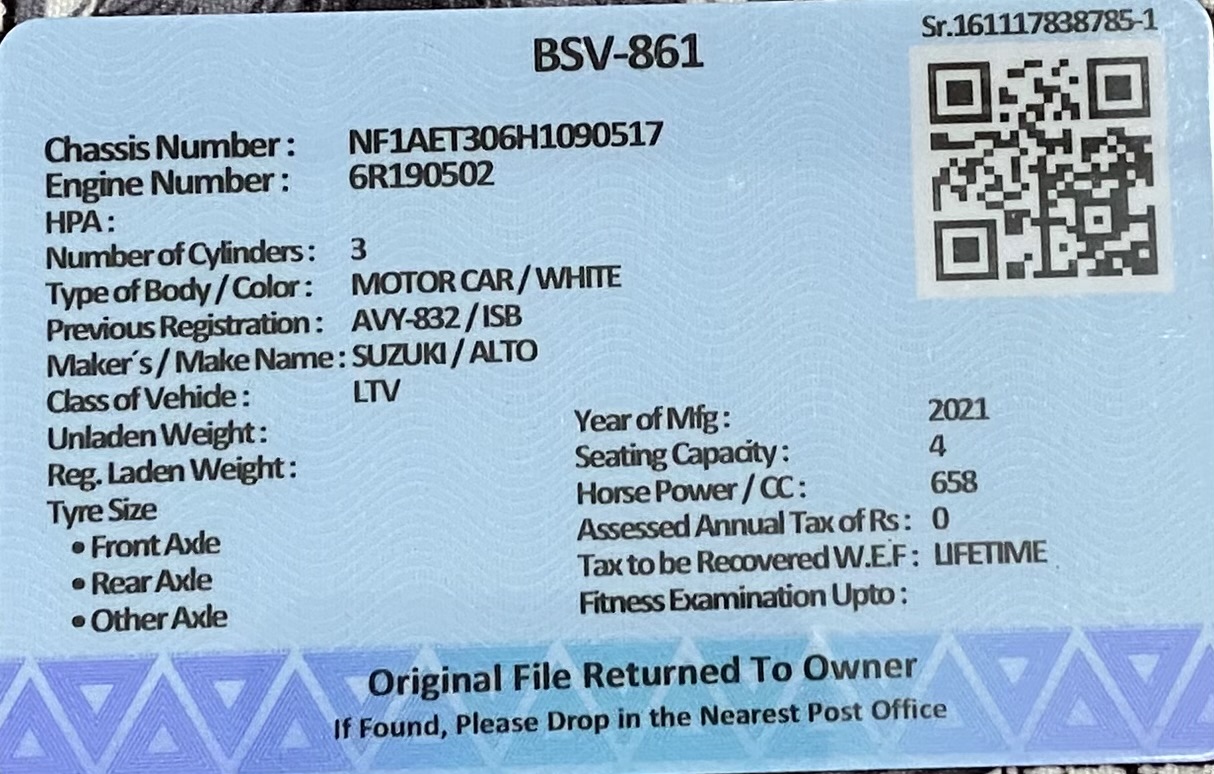 Sr.161117838785-1
BSV-861
Chassis Number : NF1AET306H1090517
Engine Number : 6R190502
HPA :
Number of Cylinders : 3
Type of Body / Color : MOTOR CAR / WHITE
Previous Registration : AVY-832 / ISB
Maker´s / Make Name : SUZUKI / ALTO
Class of Vehicle : LTV
Unladen Weight :
Reg. Laden Weight :
Tyre Size
• Front Axle
• Rear Axle
• Other Axle
Year of Mfg : 2021
Seating Capacity : 4
Horse Power / CC : 658
Assessed Annual Tax of Rs : 0
Tax to be Recovered W.E.F : LIFETIME
Fitness Examination Upto :
Original File Returned To Owner
If Found, Please Drop in the Nearest Post Office